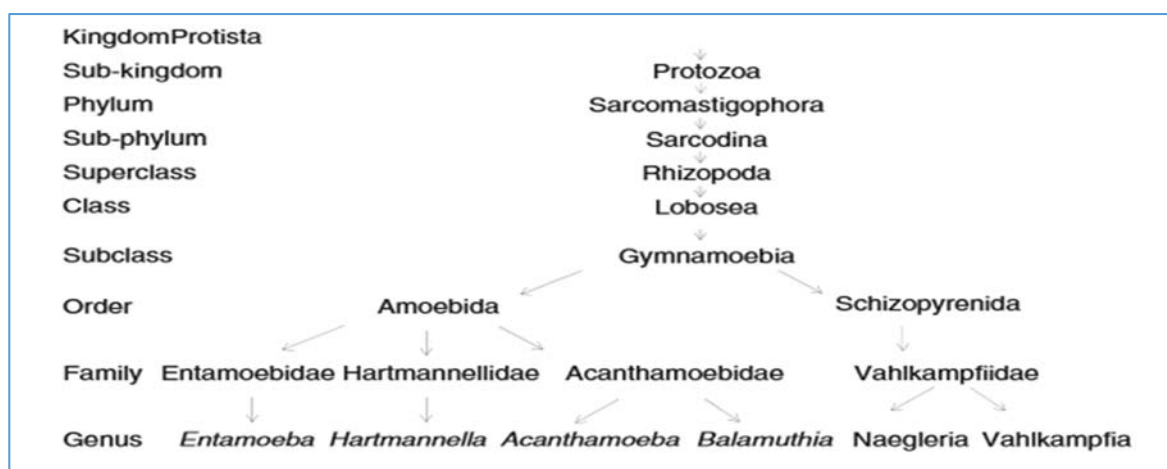 KingdomProtista
Sub-kingdom Protozoa
Phylum Sarcomastigophora
Sub-phylum Sarcodina
Superclass Rhizopoda
Class Lobosea
Subclass Gymnamoebia
Order Amoebida Schizopyrenida
Family Entamoebidae Hartmannellidae Acanthamoebidae Vahlkampfiidae
Genus Entamoeba Hartmannella Acanthamoeba Balamuthia Naegleria Vahlkampfia